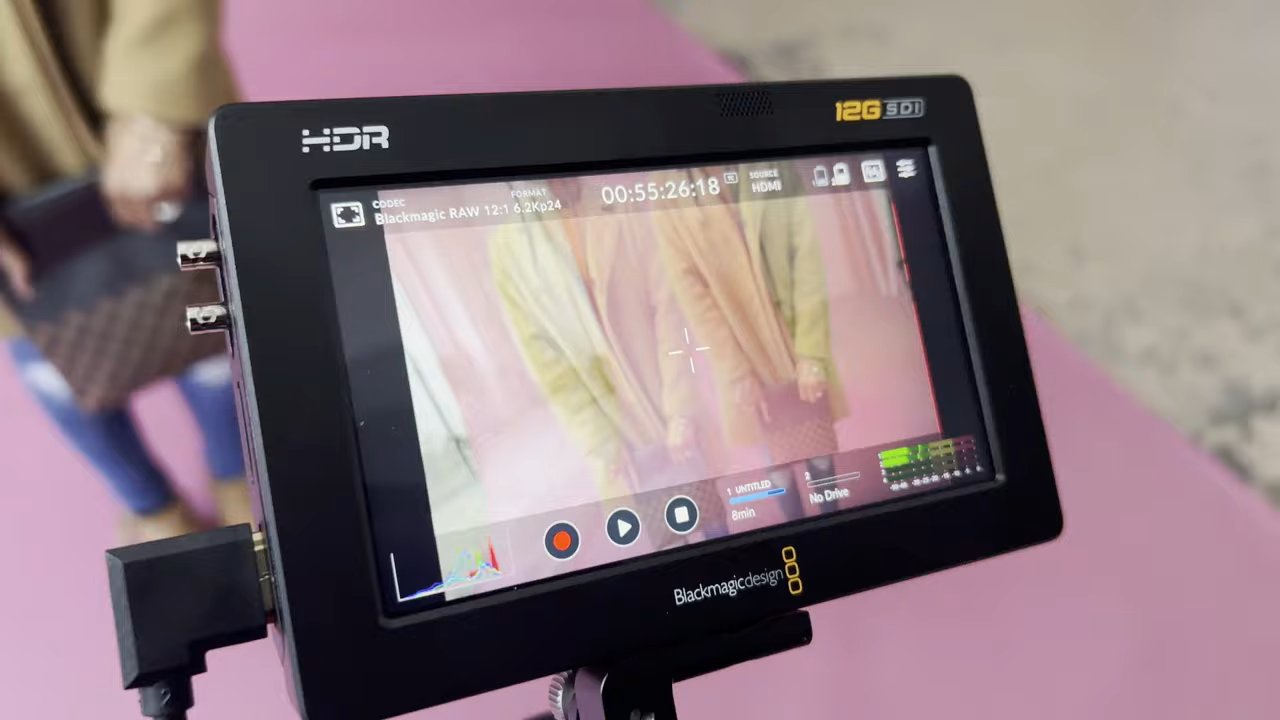 HDR
12G SDI
CODEC
Blackmagic RAW 12:1
FORMAT
6.2Kp24
00:55:26:18
TC
SOURCE
HDMI
1 UNTITLED
8min
2
No Drive
Blackmagicdesign